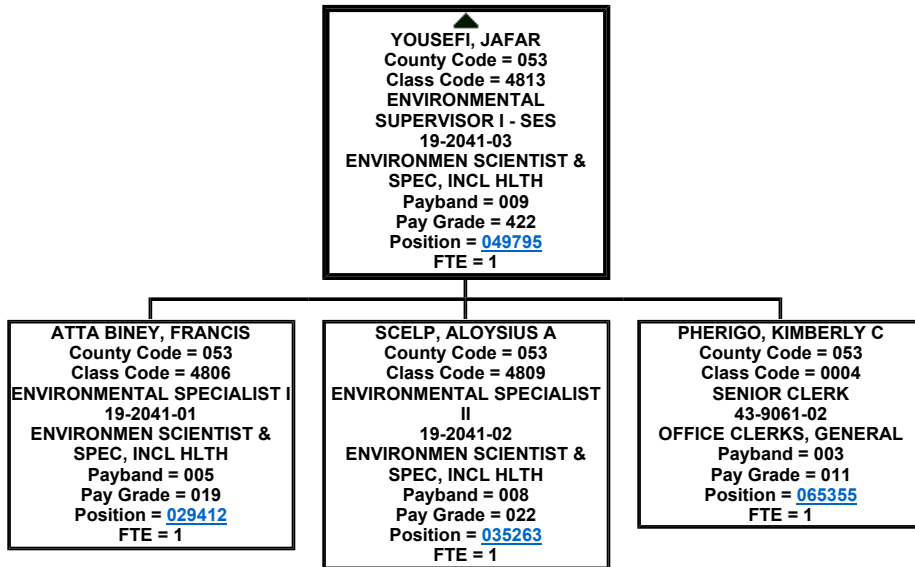 YOUSEFI, JAFAR
County Code = 053
Class Code = 4813
ENVIRONMENTAL
SUPERVISOR I - SES
19-2041-03
ENVIRONMEN SCIENTIST &
SPEC, INCL HLTH
Payband = 009
Pay Grade = 422
Position = 049795
FTE = 1
ATTA BINEY, FRANCIS
County Code = 053
Class Code = 4806
ENVIRONMENTAL SPECIALIST I
19-2041-01
ENVIRONMEN SCIENTIST &
SPEC, INCL HLTH
Payband = 005
Pay Grade = 019
Position = 029412
FTE = 1
SCELP, ALOYSIUS A
County Code = 053
Class Code = 4809
ENVIRONMENTAL SPECIALIST
II
19-2041-02
ENVIRONMEN SCIENTIST &
SPEC, INCL HLTH
Payband = 008
Pay Grade = 022
Position = 035263
FTE = 1
PHERIGO, KIMBERLY C
County Code = 053
Class Code = 0004
SENIOR CLERK
43-9061-02
OFFICE CLERKS, GENERAL
Payband = 003
Pay Grade = 011
Position = 065355
FTE = 1